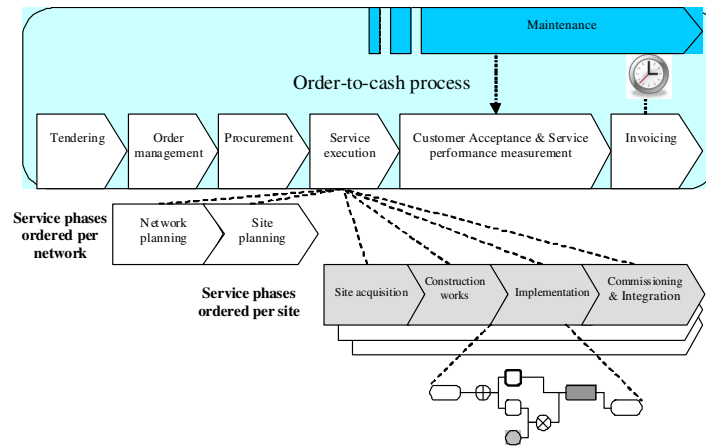 Maintenance
Order-to-cash process
Tendering
Order
management
Procurement
Service
execution
Customer Acceptance & Service
performance measurement
Invoicing
Service phases
ordered per
network
Network
planning
Site
planning
Service phases
ordered per site
Site acquisition
Construction
works
Implementation
Commissioning
& Integration